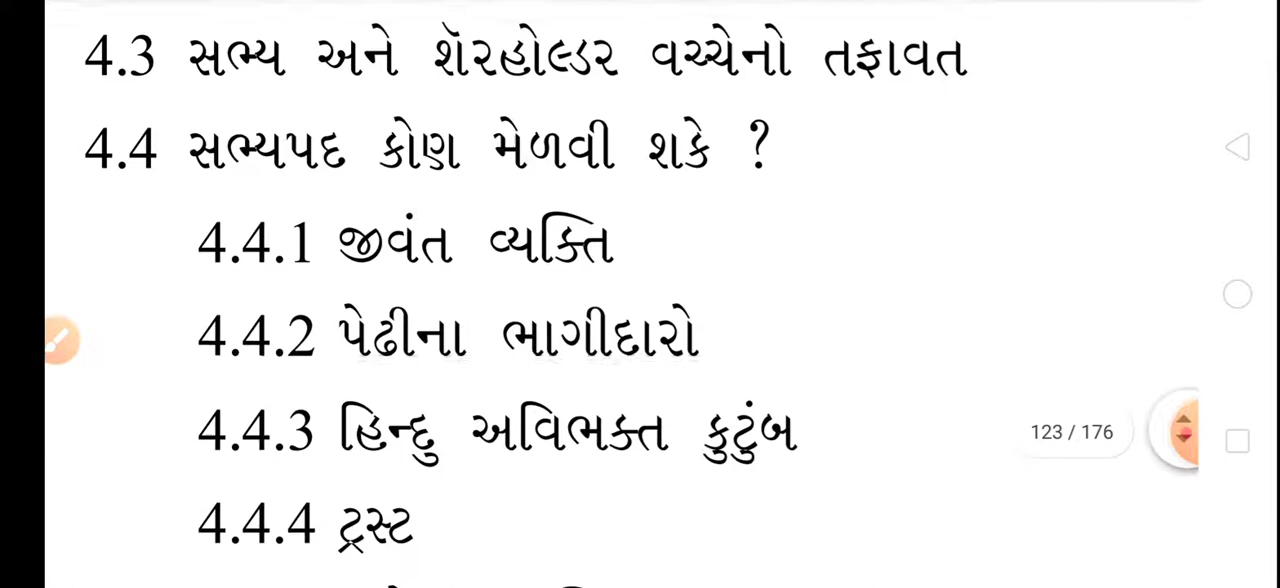 4.3 સભ્ય અને શૅરહોલ્ડર વચ્ચેનો તફાવત
4.4 સભ્યપદ કોણ મેળવી શકે ?
4.4.1 જીવંત વ્યક્તિ
4.4.2 પેઢીના ભાગીદારો
4.4.3 હિન્દુ અવિભક્ત કુટુંબ
123 / 176
4.4.4 ટ્રસ્ટ